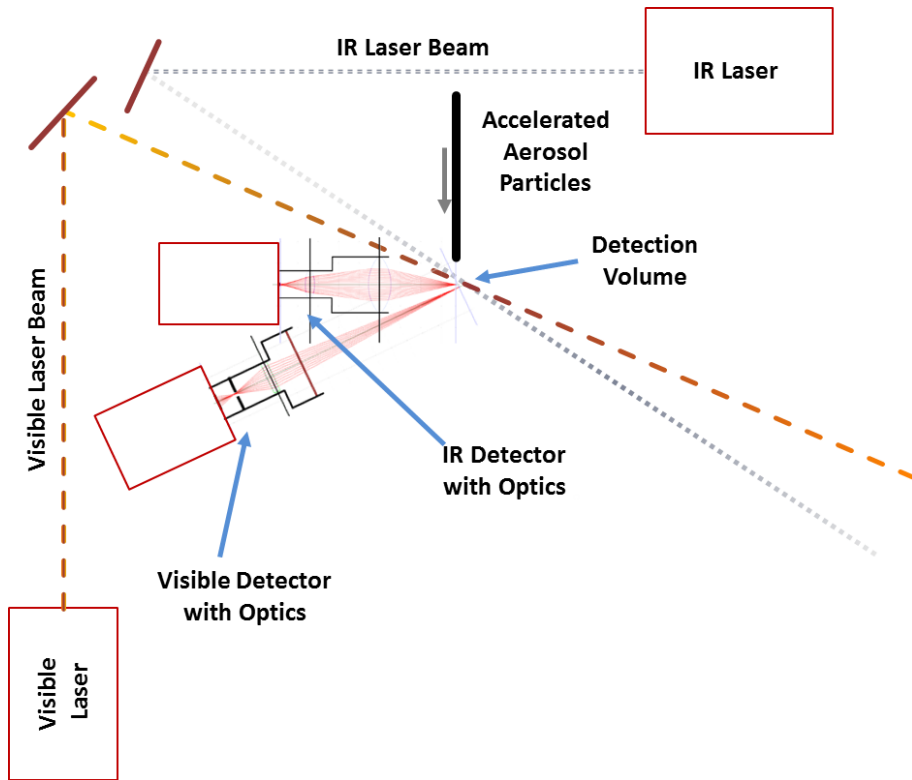 IR Laser Beam
IR Laser
Accelerated
Aerosol
Particles
Detection
Volume
Visible Laser Beam
IR Detector
with Optics
Visible Detector
with Optics
Visible
Laser